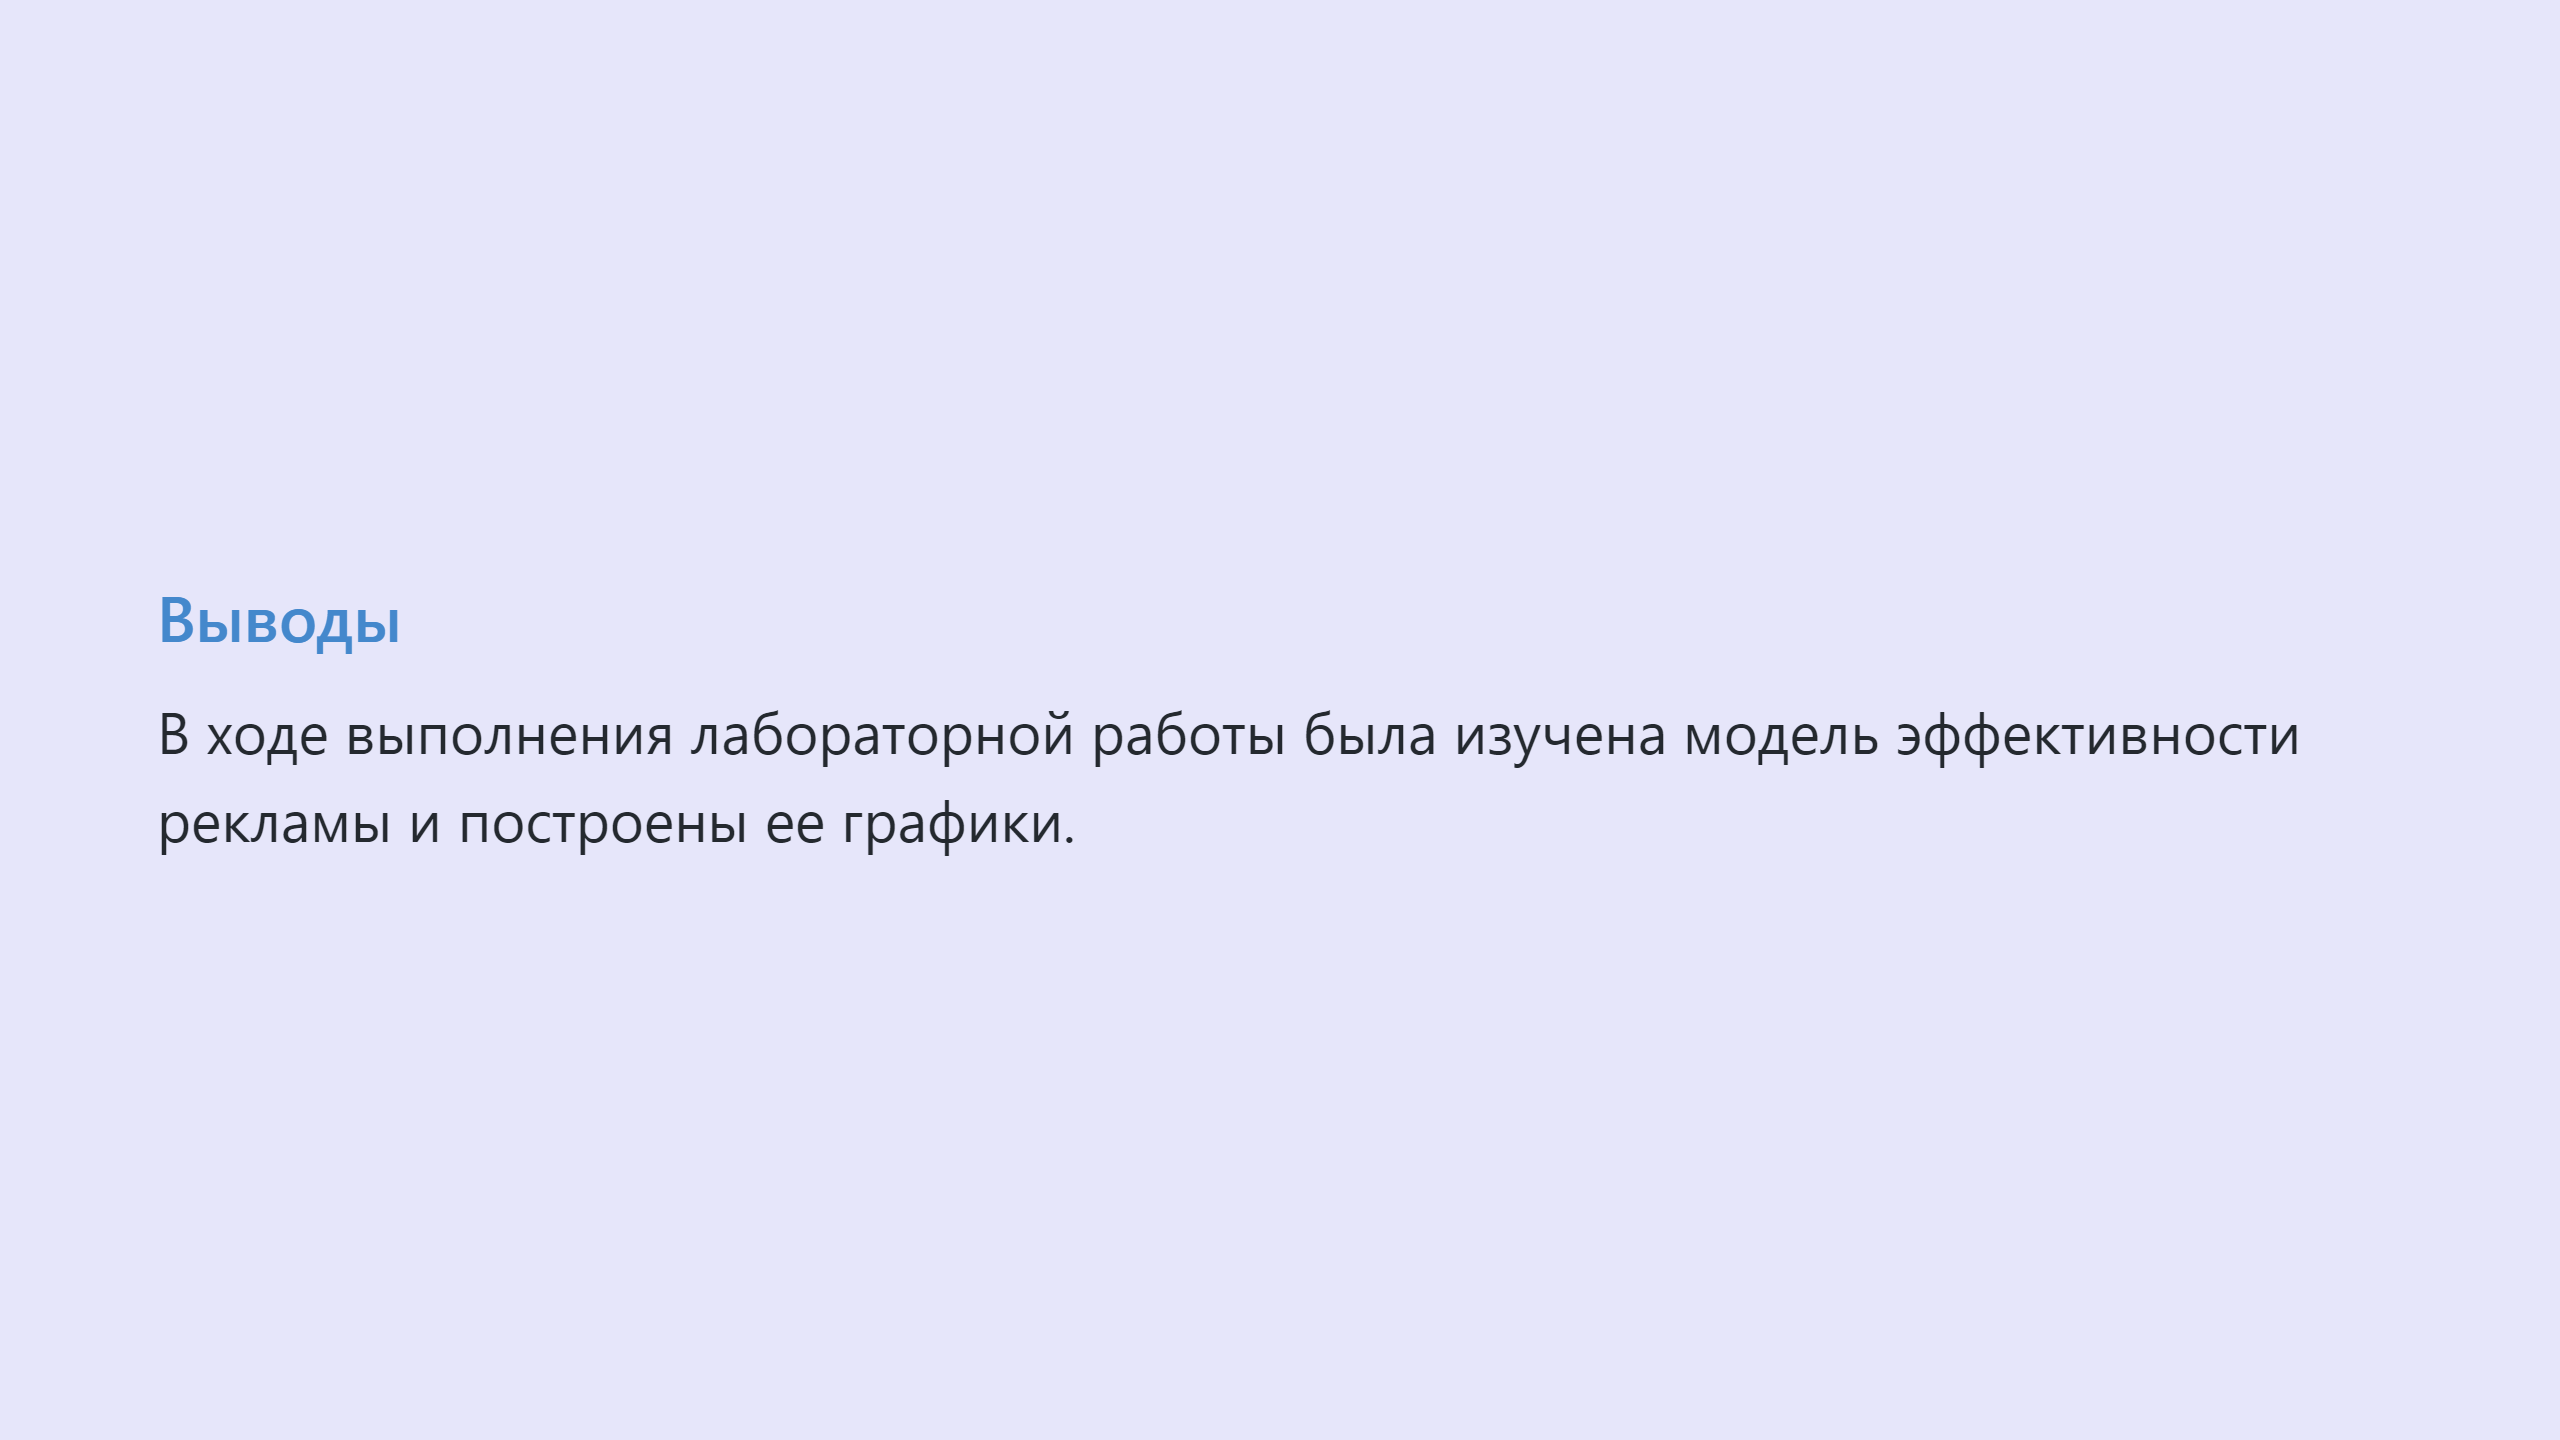 Выводы
В ходе выполнения лабораторной работы была изучена модель эффективности
рекламы и построены ее графики.